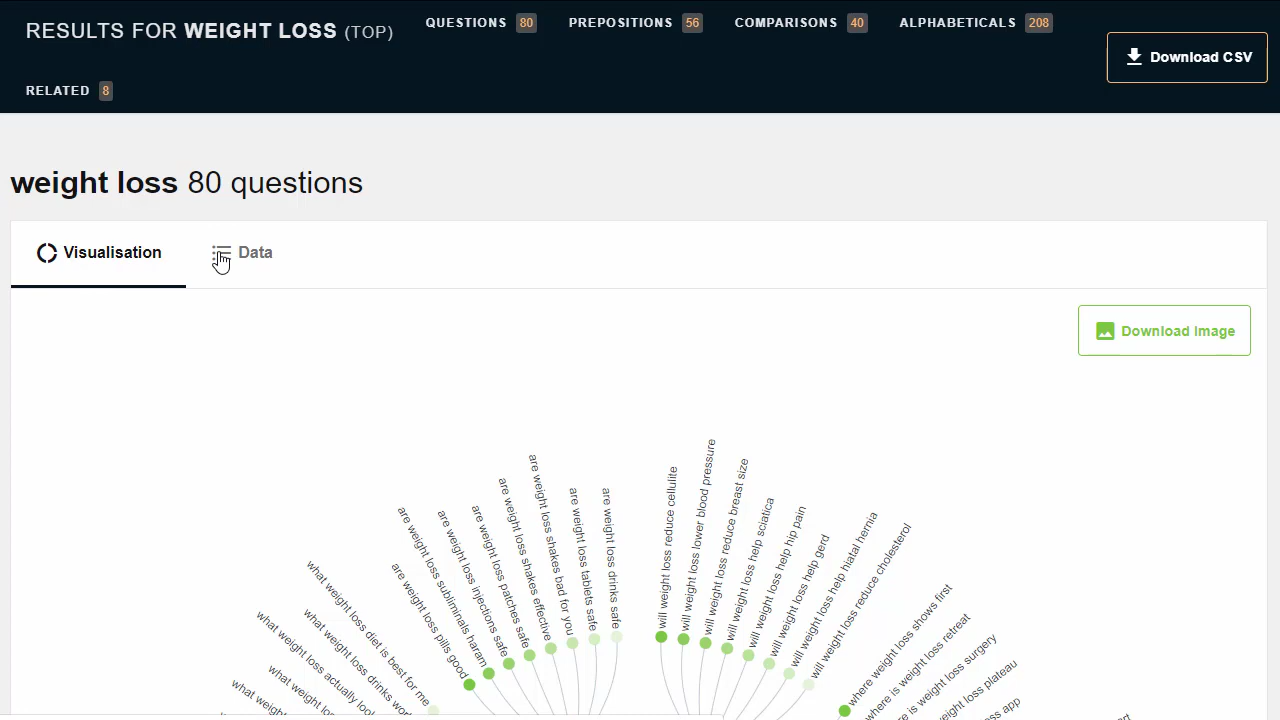 RESULTS FOR WEIGHT LOSS (TOP)
QUESTIONS 80
PREPOSITIONS 56
COMPARISONS 40
ALPHABETICALS 208
Download CSV
RELATED 8
weight loss 80 questions
Visualisation
Data
Download Image
what weight loss actually
what weight loss drinks
what weight loss diet is best for me
are weight loss pills good
are weight loss subliminals haram
are weight loss injections safe
are weight loss patches safe
are weight loss shakes effective
are weight loss shakes bad for you
are weight loss tablets safe
are weight loss drinks safe
will weight loss reduce cellulite
will weight loss lower blood pressure
will weight loss reduce breast size
will weight loss help sciatica
will weight loss help hip pain
will weight loss help gerd
will weight loss help hiatal hernia
will weight loss reduce cholesterol
where weight loss shows first
where is weight loss retreat
is weight loss surgery
loss plateau
loss app